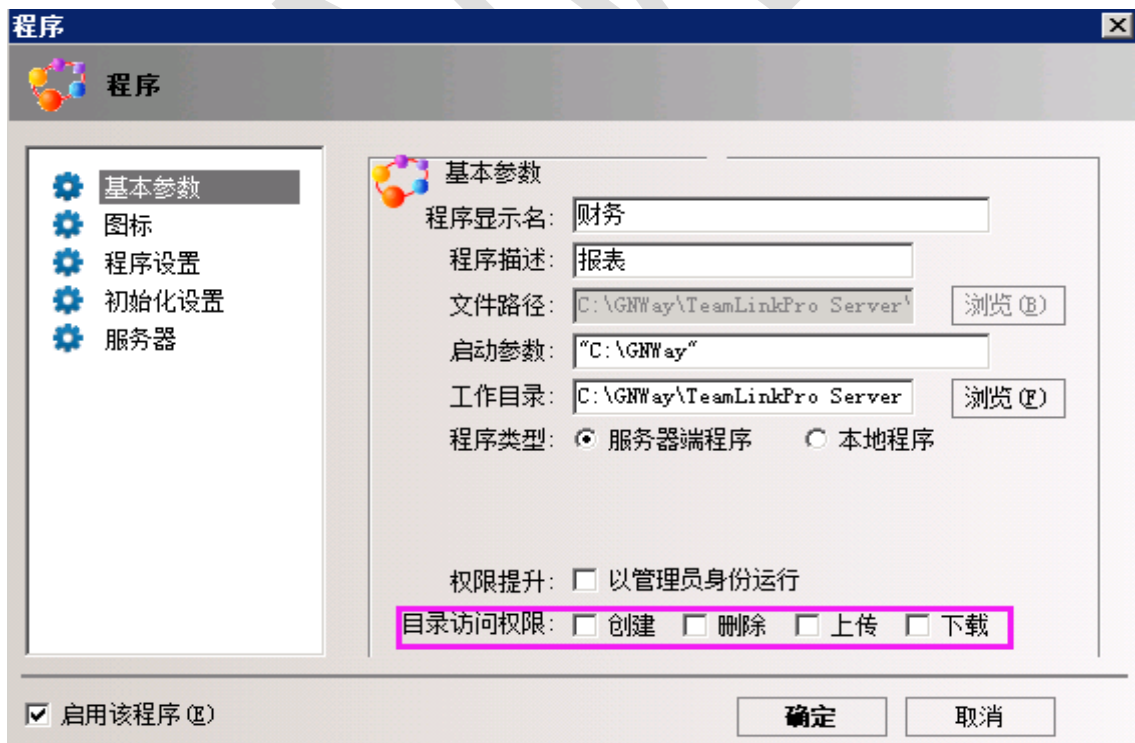 程序
程序
基本参数
图标
程序设置
初始化设置
服务器
基本参数
程序显示名: 财务
程序描述: 报表
文件路径: C:\GNWay\TeamLinkPro Server\ 浏览(B)
启动参数: "C:\GNWay"
工作目录: C:\GNWay\TeamLinkPro Server 浏览(F)
程序类型: 服务器端程序 本地程序
权限提升: 以管理员身份运行
目录访问权限: 创建 删除 上传 下载
启用该程序(E) 确定 取消